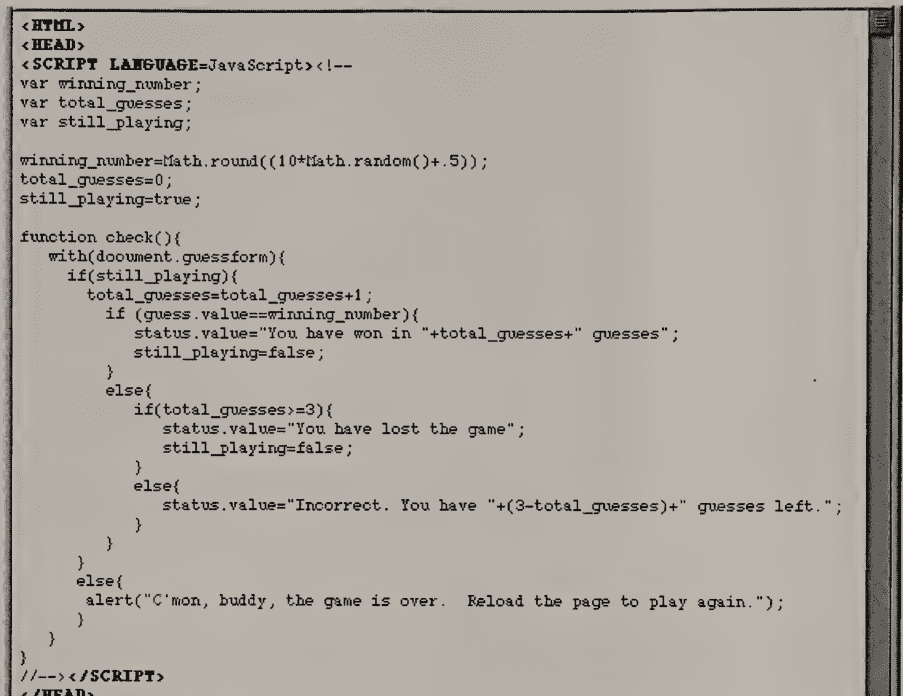 <HTML>
<HEAD>
<SCRIPT LANGUAGE=JavaScript><!--
var winning_number;
var total_guesses;
var still_playing;

winning_number=Math.round((10*Math.random()+.5));
total_guesses=0;
still_playing=true;

function check(){
   with(document.guessform){
     if(still_playing){
       total_guesses=total_guesses+1;
         if (guess.value==winning_number){
            status.value="You have won in "+total_guesses+" guesses";
            still_playing=false;
         }
         else{
            if(total_guesses>=3){
               status.value="You have lost the game";
               still_playing=false;
            }
            else{
               status.value="Incorrect. You have "+(3-total_guesses)+" guesses left.";
            }
         }
      }
      else{
       alert("C'mon, buddy, the game is over.  Reload the page to play again.");
      }
   }
}
//--></SCRIPT>
</HEAD>